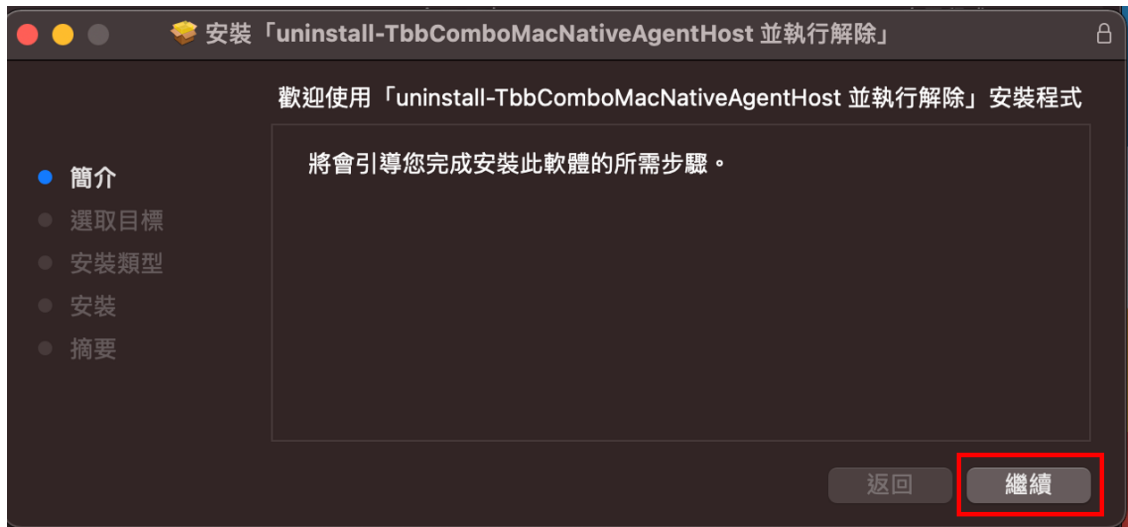 安裝「uninstall-TbbComboMacNativeAgentHost 並執行解除」
歡迎使用「uninstall-TbbComboMacNativeAgentHost 並執行解除」安裝程式
將會引導您完成安裝此軟體的所需步驟。
簡介
選取目標
安裝類型
安裝
摘要
返回
繼續